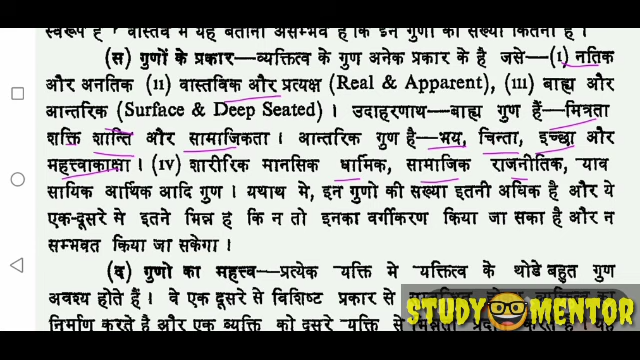 स्वरूप है। वास्तव में यह बताना असम्भव है कि इन गुणों की संख्या कितनी है।
(स) गुणों के प्रकार—व्यक्तित्व के गुण अनेक प्रकार के है जसे—(I) नतिक
और अनतिक (II) वास्तविक और प्रत्यक्ष (Real & Apparent), (III) बाह्य और
आन्तरिक (Surface & Deep Seated)। उदाहरणाथ—बाह्य गुण हैं—मित्रता
शक्ति शान्ति और सामाजिकता। आन्तरिक गुण है—भय, चिन्ता, इच्छा और
महत्त्वाकाक्षा। (IV) शारीरिक मानसिक धार्मिक, सामाजिक राजनीतिक, याव
सायिक आर्थिक आदि गुण। यथाथ मे, इन गुणो की सख्या इतनी अधिक है और ये
एक-दूसरे मे इतने भिन्न ह कि न तो इनका वर्गीकरण किया जा सका है और न
सम्भवत किया जा सकेगा।
(द) गुणो का महत्त्व—प्रत्येक यक्ति मे यक्तित्व के थोडे बहुत गुण
अवश्य होते हैं। वे एक दूसरे से विशिष्ट प्रकार से
निर्माण करते है और एक व्यक्ति को दूसरे यक्ति से
STUDY MENTOR